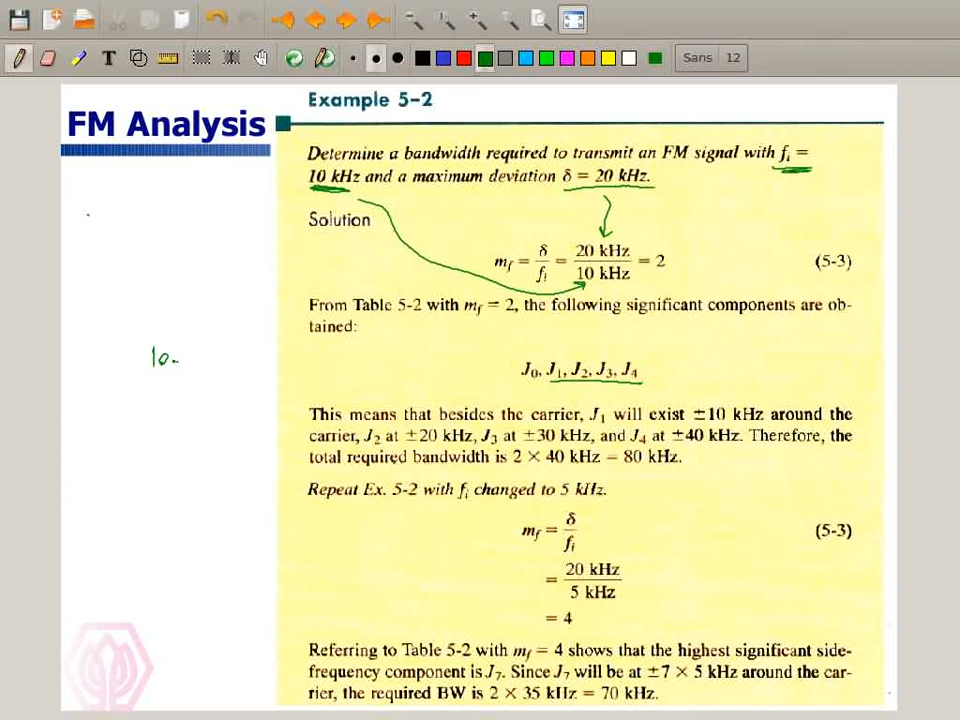 Sans 12
FM Analysis
Example 5–2
Determine a bandwidth required to transmit an FM signal with fi =
10 kHz and a maximum deviation δ = 20 kHz.
Solution
mf = δ/fi = 20 kHz/10 kHz = 2 (5-3)
From Table 5-2 with mf = 2, the following significant components are ob-
tained:
J0, J1, J2, J3, J4
This means that besides the carrier, J1 will exist ±10 kHz around the
carrier, J2 at ±20 kHz, J3 at ±30 kHz, and J4 at ±40 kHz. Therefore, the
total required bandwidth is 2 × 40 kHz = 80 kHz.
Repeat Ex. 5-2 with fi changed to 5 kHz.
mf = δ/fi (5-3)
= 20 kHz/5 kHz
= 4
10-
Referring to Table 5-2 with mf = 4 shows that the highest significant side-
frequency component is J7. Since J7 will be at ±7 × 5 kHz around the car-
rier, the required BW is 2 × 35 kHz = 70 kHz.